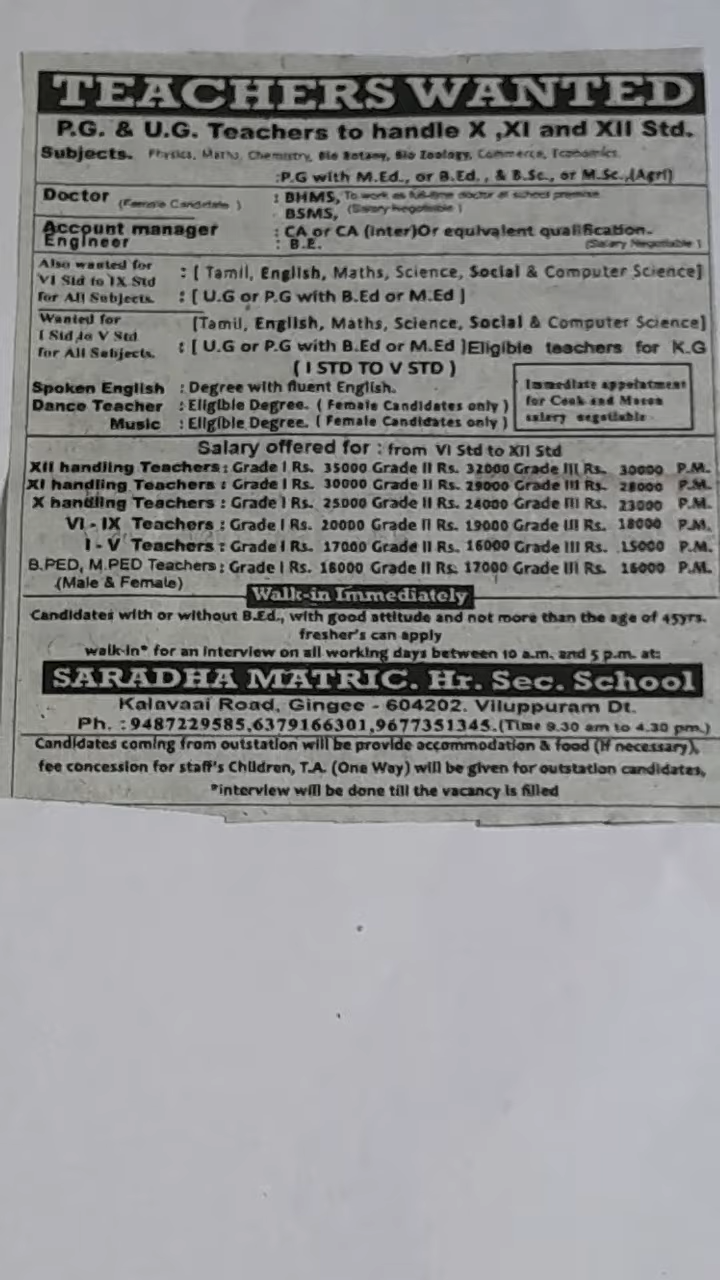 TEACHERS WANTED
P.G. & U.G. Teachers to handle X ,XI and XII Std.
Subjects. Physics, Maths, Chemistry, Bio Botany, Bio Zoology, Commerce, Economics.
:P.G with M.Ed., or B.Ed., & B.Sc., or M.Sc.,(Agri)
Doctor (Female Candidate ) : BHMS, To work as full-time doctor at school premise
BSMS, (Salary Negotiable )
Account manager : CA or CA (inter)Or equivalent qualification.
Engineer : B.E. (Salary Negotiable )
Also wanted for
VI Std to IX Std : [ Tamil, English, Maths, Science, Social & Computer Science]
for All Subjects. : [ U.G or P.G with B.Ed or M.Ed ]
Wanted for [Tamil, English, Maths, Science, Social & Computer Science]
I Std to V Std
for All Subjects. : [ U.G or P.G with B.Ed or M.Ed ]Eligible teachers for K.G
( I STD TO V STD )
Spoken English : Degree with fluent English.
Dance Teacher : Eligible Degree. ( Female Candidates only )
Music : Eligible Degree. ( Female Candidates only )
Immediate appointment
for Cook and Mason
salary negotiable
Salary offered for : from VI Std to XII Std
XII handling Teachers : Grade I Rs. 35000 Grade II Rs. 32000 Grade III Rs. 30000 P.M.
XI handling Teachers : Grade I Rs. 30000 Grade II Rs. 29000 Grade III Rs. 28000 P.M.
X handling Teachers : Grade I Rs. 25000 Grade II Rs. 24000 Grade III Rs. 23000 P.M.
VI - IX Teachers : Grade I Rs. 20000 Grade II Rs. 19000 Grade III Rs. 18000 P.M.
I - V Teachers : Grade I Rs. 17000 Grade II Rs. 16000 Grade III Rs. 15000 P.M.
B.PED, M.PED Teachers : Grade I Rs. 18000 Grade II Rs. 17000 Grade III Rs. 16000 P.M.
(Male & Female)
Walk-in Immediately
Candidates with or without B.Ed., with good attitude and not more than the age of 45yrs.
fresher's can apply
walk-in* for an interview on all working days between 10 a.m. and 5 p.m. at:
SARADHA MATRIC. Hr. Sec. School
Kalavaai Road, Gingee - 604202. Viluppuram Dt.
Ph. : 9487229585,6379166301,9677351345.(Time 9.30 am to 4.30 pm.)
Candidates coming from outstation will be provide accommodation & food (if necessary),
fee concession for staff's Children, T.A. (One Way) will be given for outstation candidates,
*interview will be done till the vacancy is filled